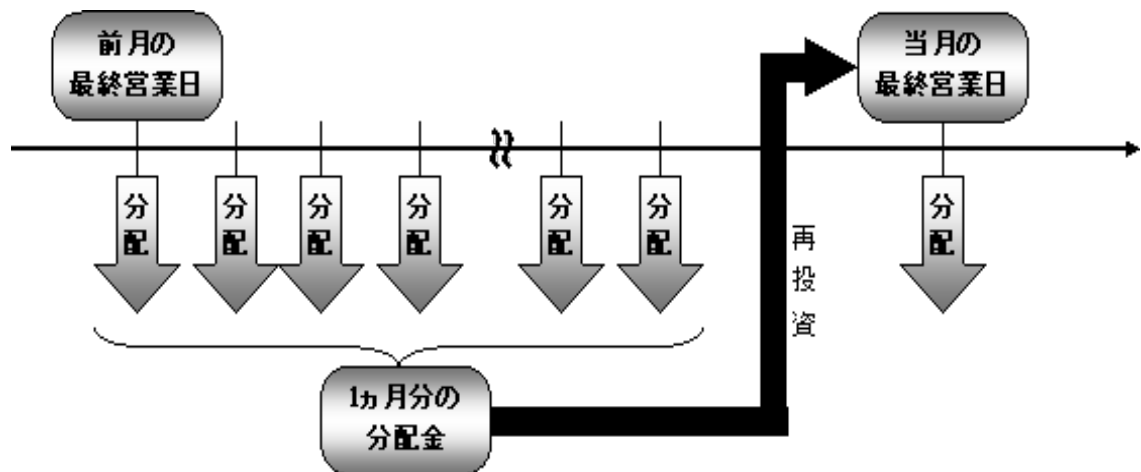 前月の
最終営業日
当月の
最終営業日
分配
分配
分配
分配
分配
分配
分配
再投資
1ヵ月分の
分配金